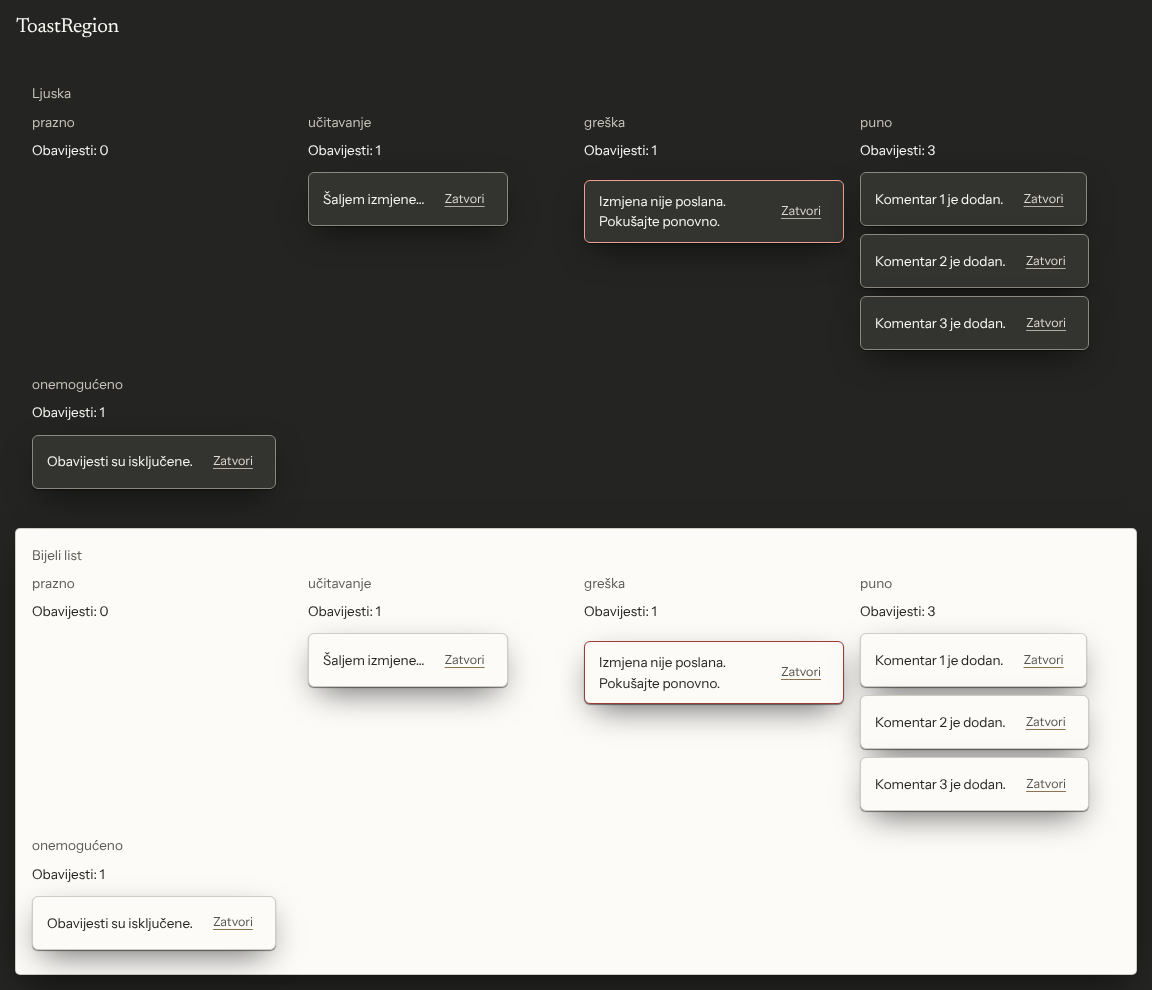 ToastRegion
Ljuska
prazno
Obavijesti: 0
učitavanje
Obavijesti: 1
Šaljem izmjene…
Zatvori
greška
Obavijesti: 1
Izmjena nije poslana.
Pokušajte ponovno.
Zatvori
puno
Obavijesti: 3
Komentar 1 je dodan.
Zatvori
Komentar 2 je dodan.
Zatvori
Komentar 3 je dodan.
Zatvori
onemogućeno
Obavijesti: 1
Obavijesti su isključene.
Zatvori
Bijeli list
prazno
Obavijesti: 0
učitavanje
Obavijesti: 1
Šaljem izmjene…
Zatvori
greška
Obavijesti: 1
Izmjena nije poslana.
Pokušajte ponovno.
Zatvori
puno
Obavijesti: 3
Komentar 1 je dodan.
Zatvori
Komentar 2 je dodan.
Zatvori
Komentar 3 je dodan.
Zatvori
onemogućeno
Obavijesti: 1
Obavijesti su isključene.
Zatvori